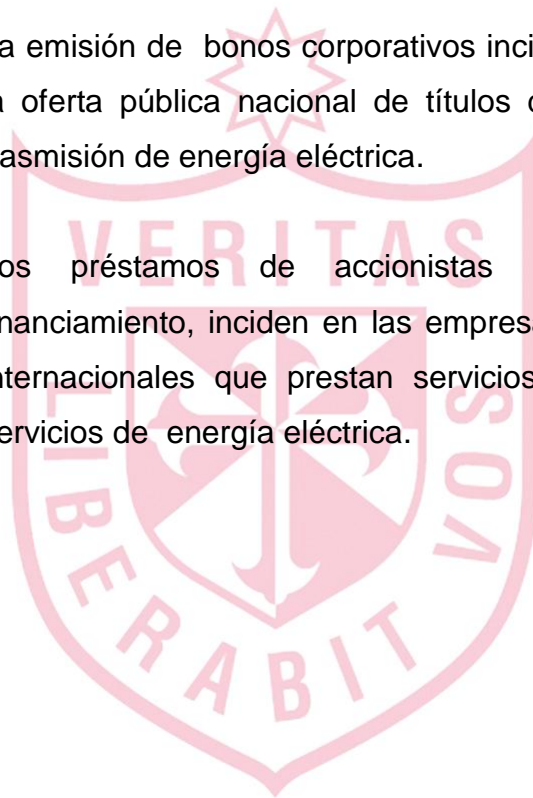 a emisión de bonos corporativos inci
oferta pública nacional de títulos
asmisión de energía eléctrica.
os préstamos de accionistas
nanciamiento, inciden en las empresa
nternacionales que prestan servicios
ervicios de energía eléctrica.
VERITAS
LIBERABIT VOS